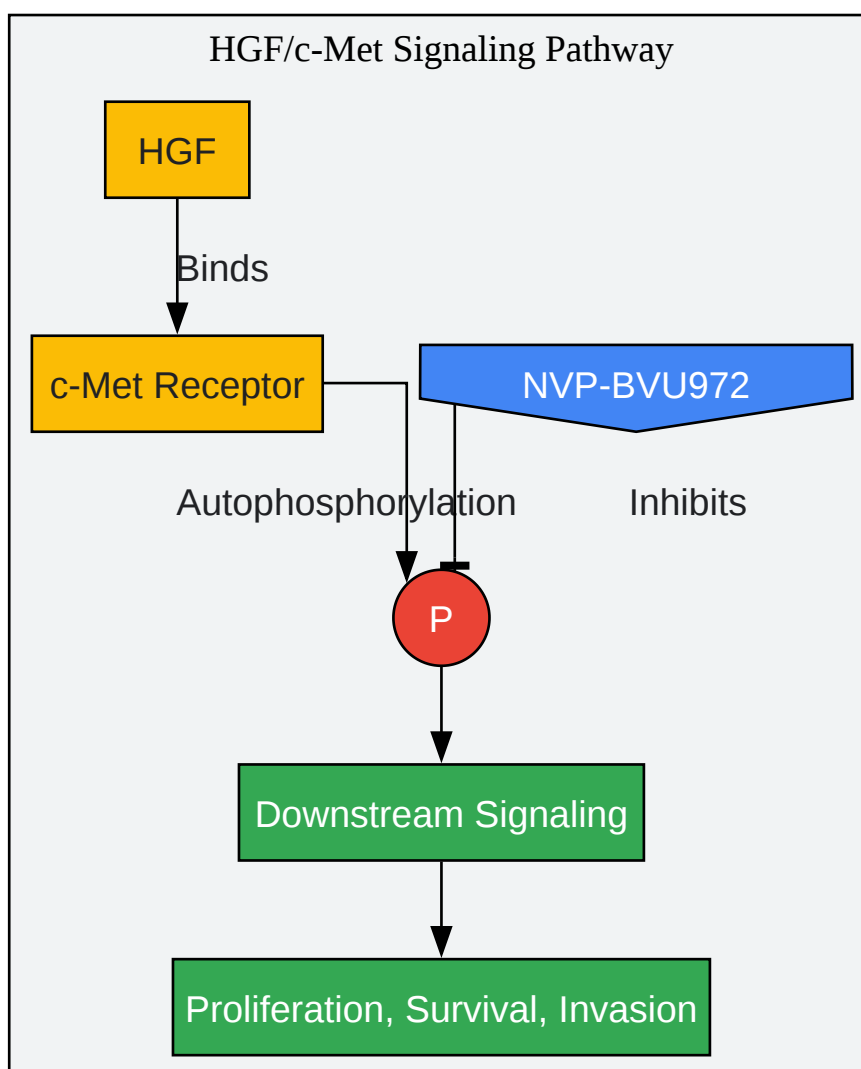 HGF/c-Met Signaling Pathway
HGF
Binds
c-Met Receptor
NVP-BVU972
Autophosphorylation
Inhibits
P
Downstream Signaling
Proliferation, Survival, Invasion